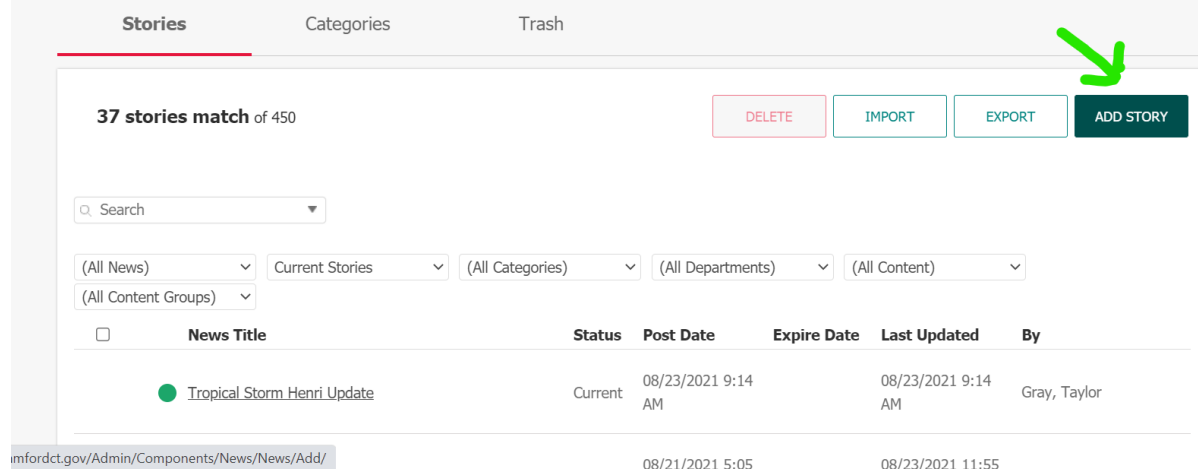 Stories Categories Trash
37 stories match of 450
DELETE IMPORT EXPORT ADD STORY
Search
(All News) Current Stories (All Categories) (All Departments) (All Content)
(All Content Groups)
News Title Status Post Date Expire Date Last Updated By
Tropical Storm Henri Update Current 08/23/2021 9:14 AM 08/23/2021 9:14 AM Gray, Taylor
mfordct.gov/Admin/Components/News/News/Add/
08/21/2021 5:05 08/23/2021 11:55